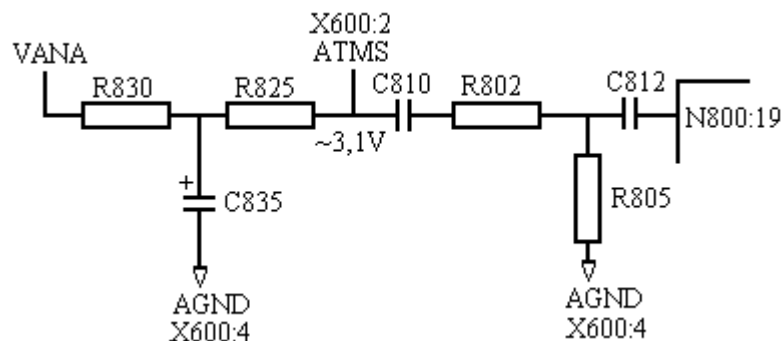 X600:2
VANA
ATMS
R830
R825
C810
R802
C812
N800:19
~3,1V
+
C835
R805
AGND
X600:4
AGND
X600:4